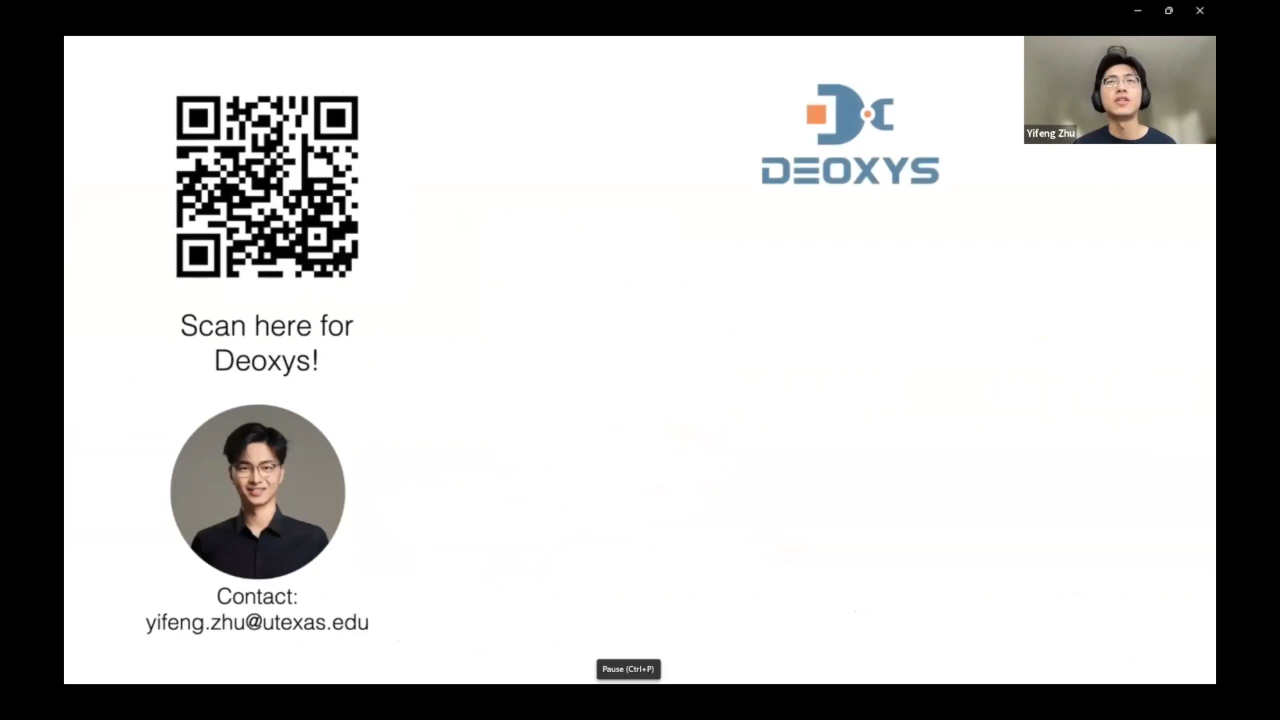 Scan here for
Deoxys!
Contact:
yifeng.zhu@utexas.edu
DEOXYS
Yifeng Zhu
Pause (Ctrl+P)